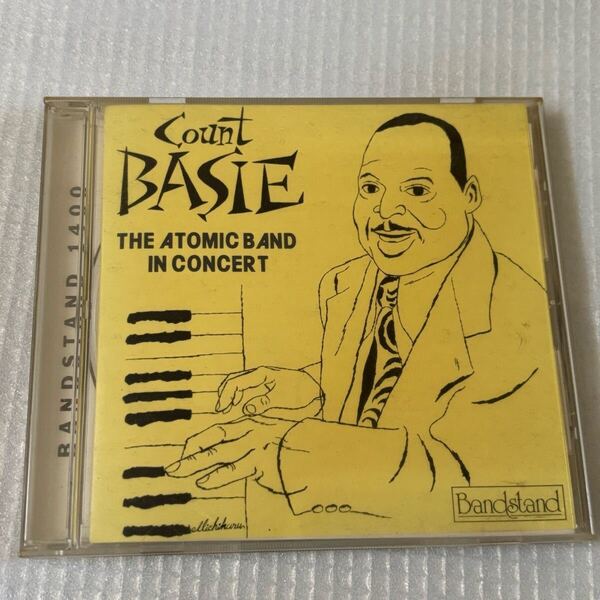 Count
BASIE
THE ATOMIC BAND
IN CONCERT
BANDSTAND 1400
Bandstand